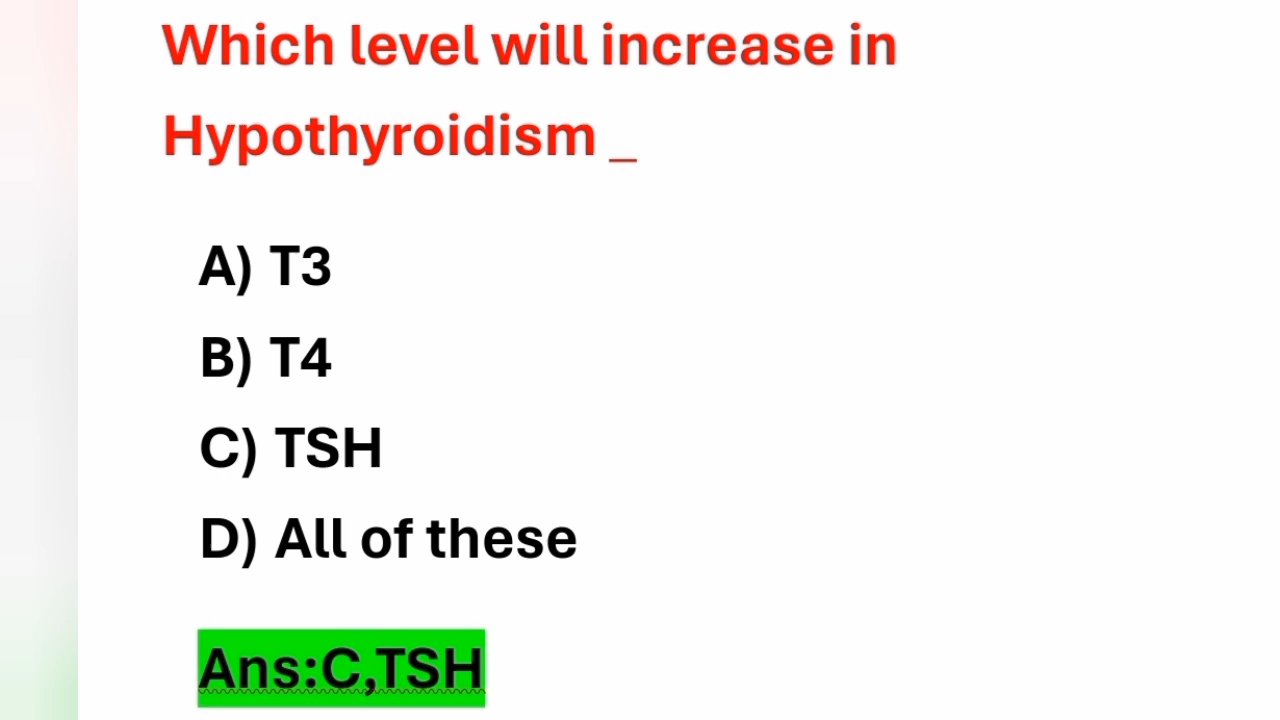 Which level will increase in
Hypothyroidism _
A) T3
B) T4
C) TSH
D) All of these
Ans:C,TSH